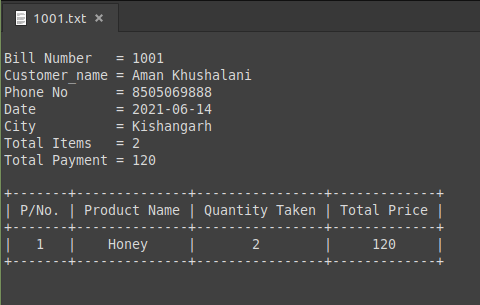 1001.txt ×
Bill Number   = 1001
Customer_name = Aman Khushalani
Phone No      = 8505069888
Date          = 2021-06-14
City          = Kishangarh
Total Items   = 2
Total Payment = 120
+-------+--------------+----------------+-------------+
| P/No. | Product Name | Quantity Taken | Total Price |
+-------+--------------+----------------+-------------+
|   1   |    Honey     |       2        |     120     |
+-------+--------------+----------------+-------------+